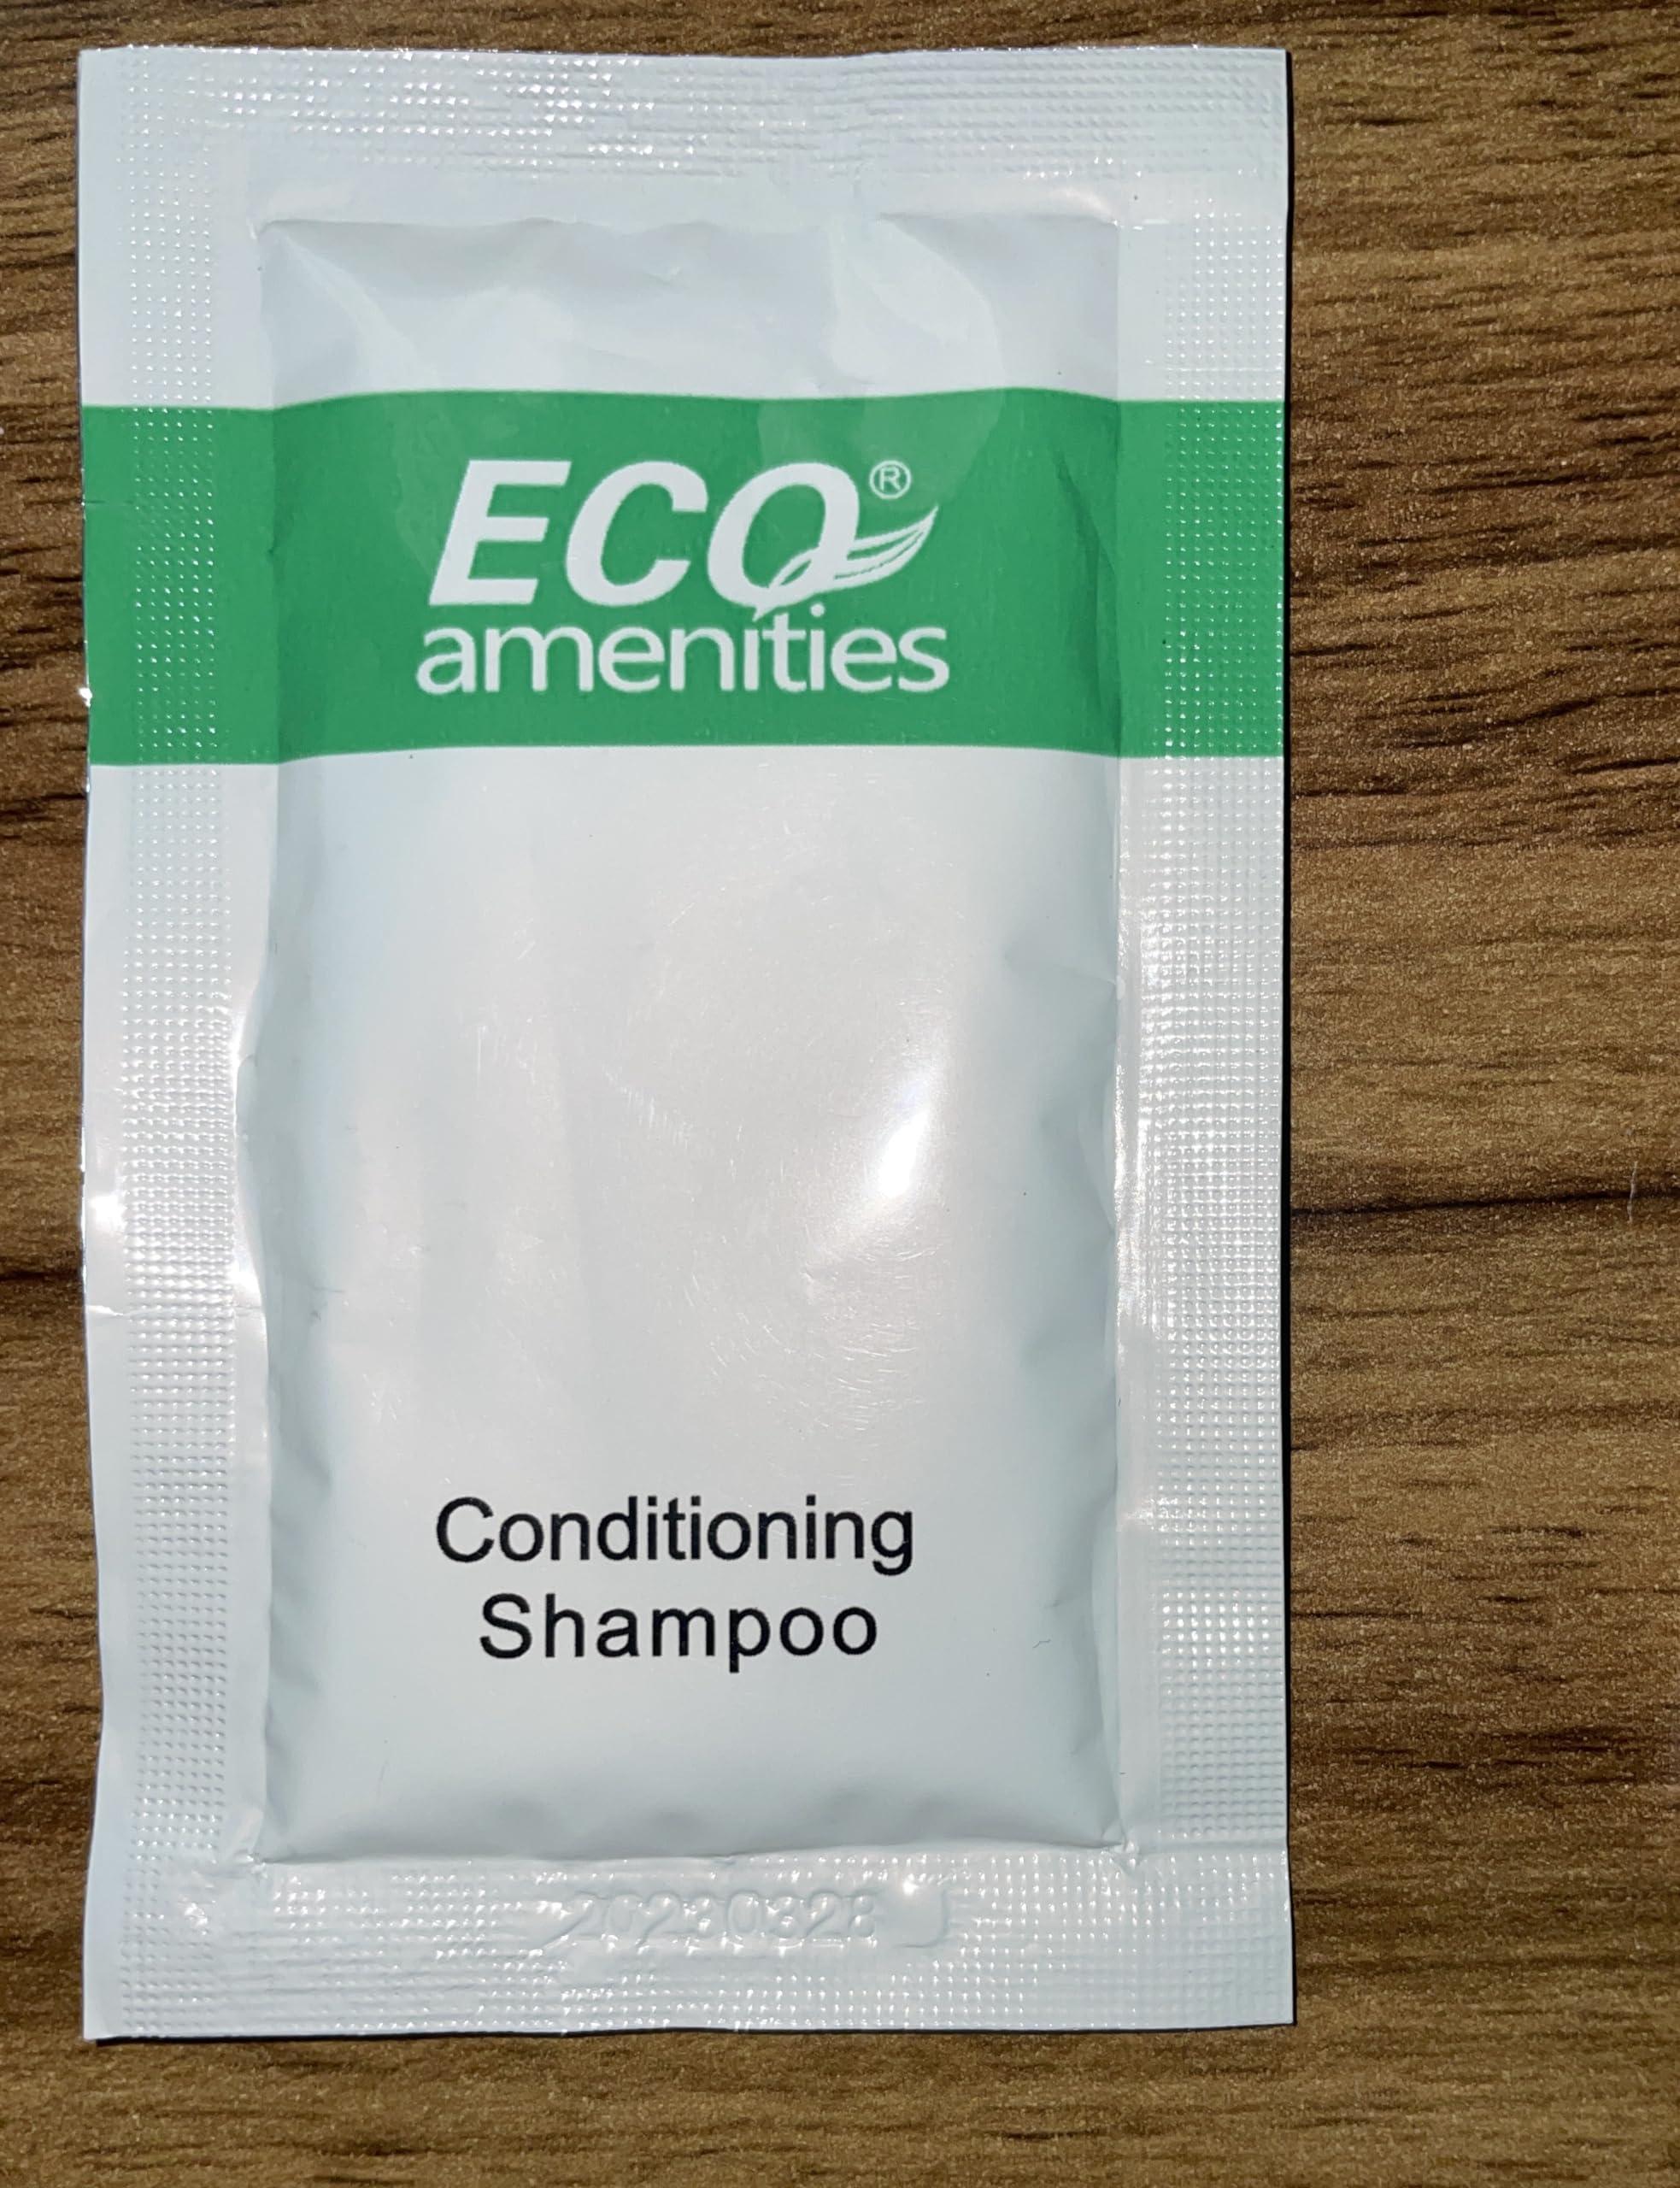 ECO®
amenities
Conditioning
Shampoo
20230328 J